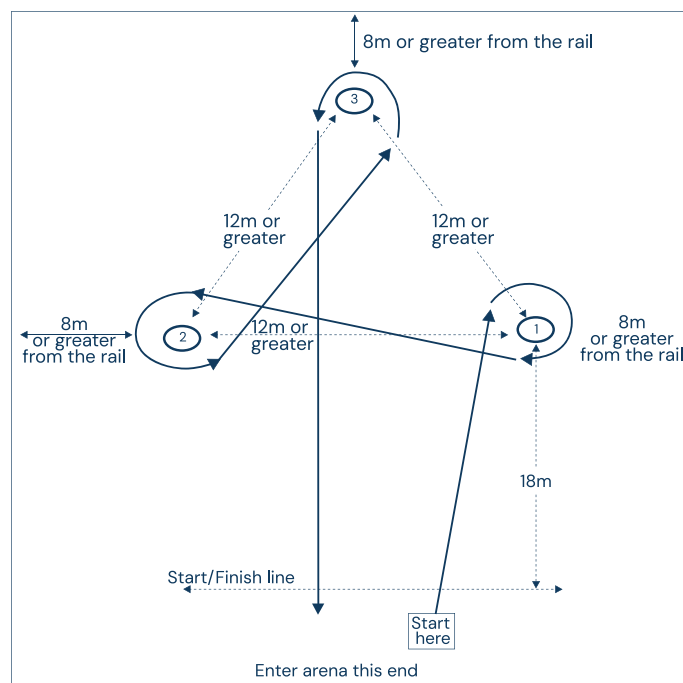 8m or greater from the rail
3
12m or
greater
12m or
greater
8m
or greater
from the rail
2
12m or
greater
1
8m
or greater
from the rail
18m
Start/Finish line
Start
here
Enter arena this end